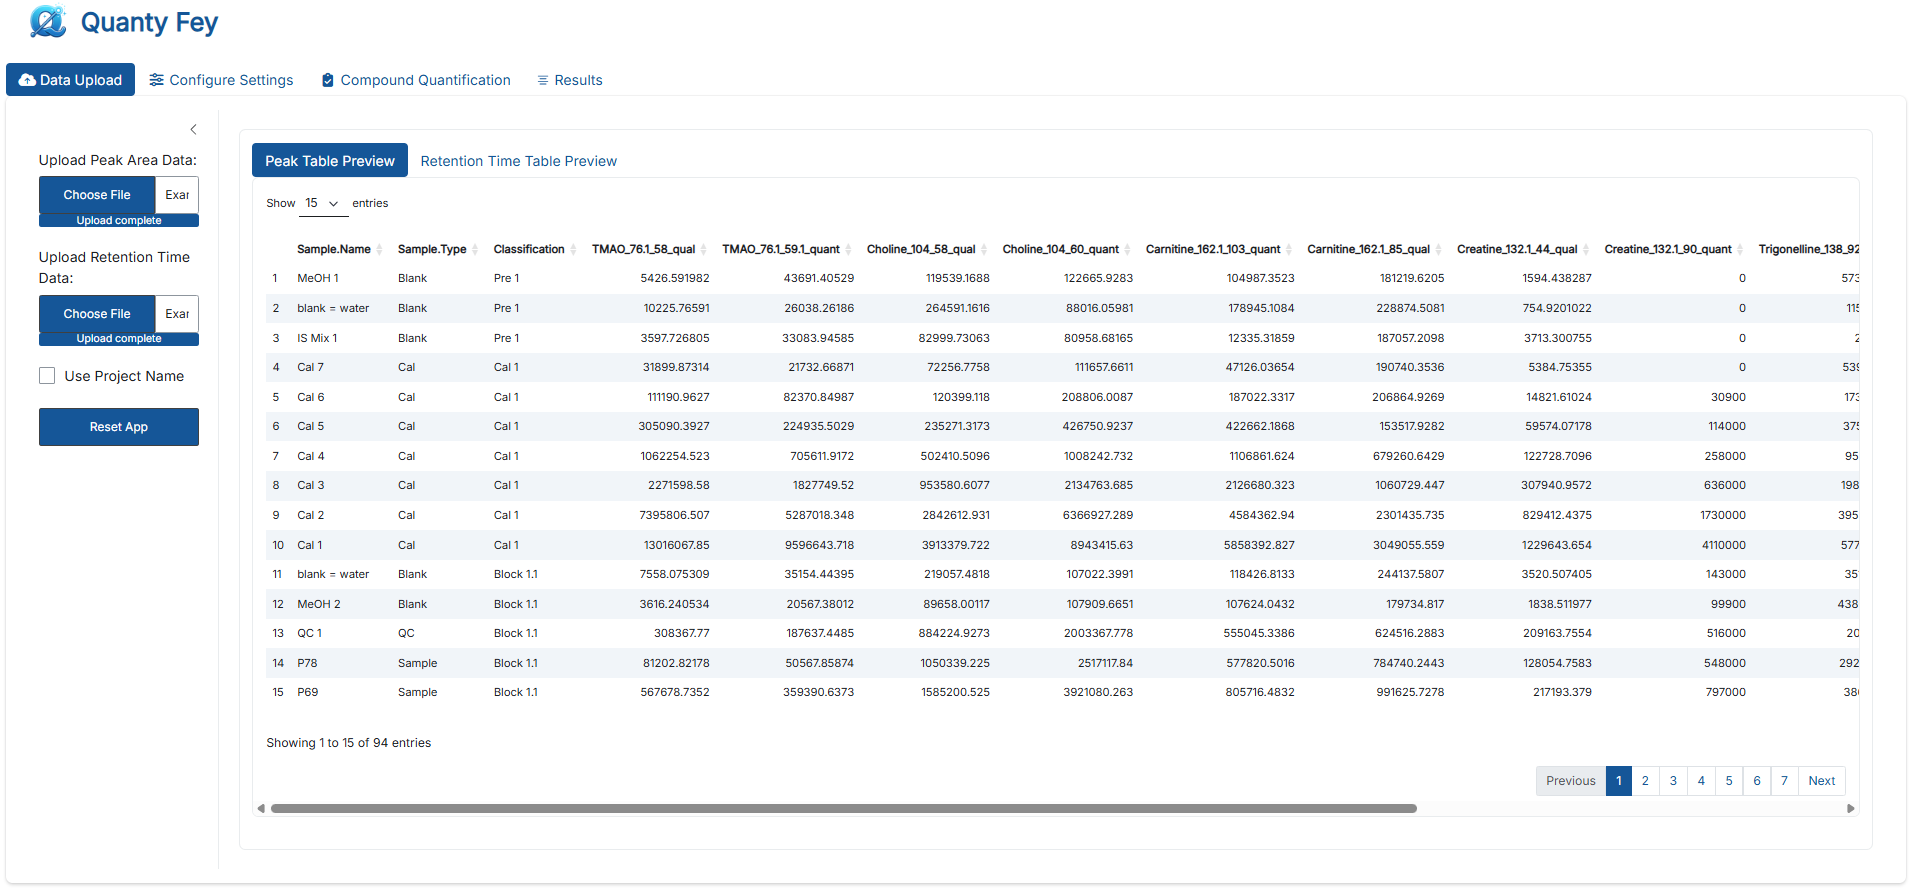 Quanty Fey
Data Upload Configure Settings Compound Quantification Results
Upload Peak Area Data:
Choose File Exar
Upload complete
Upload Retention Time
Data:
Choose File Exar
Upload complete
Use Project Name
Reset App
Peak Table Preview Retention Time Table Preview
Show 15 entries
Sample.Name Sample.Type Classification TMAO_76.1_58_qual TMAO_76.1_59.1_quant Choline_104_58_qual Choline_104_60_quant Carnitine_162.1_103_quant Carnitine_162.1_85_qual Creatine_132.1_44_qual Creatine_132.1_90_quant Trigonelline_138_92
1 MeOH 1 Blank Pre 1 5426.591982 43691.40529 119539.1688 122665.9283 104987.3523 181219.6205 1594.438287 0 573
2 blank = water Blank Pre 1 10225.76591 26038.26186 264591.1616 88016.05981 178945.1084 228874.5081 754.9201022 0 115
3 IS Mix 1 Blank Pre 1 3597.726805 33083.94585 82999.73063 80958.68165 12335.31859 187057.2098 3713.300755 0 2
4 Cal 7 Cal Cal 1 31899.87314 21732.66871 72256.7758 111657.6611 47126.03654 190740.3536 5384.75355 0 539
5 Cal 6 Cal Cal 1 111190.9627 82370.84987 120399.118 208806.0087 187022.3317 206864.9269 14821.61024 30900 173
6 Cal 5 Cal Cal 1 305090.3927 224935.5029 235271.3173 426750.9237 422662.1868 153517.9282 59574.07178 114000 375
7 Cal 4 Cal Cal 1 1062254.523 705611.9172 502410.5096 1008242.732 1106861.624 679260.6429 122728.7096 258000 95
8 Cal 3 Cal Cal 1 2271598.58 1827749.52 953580.6077 2134763.685 2126680.323 1060729.447 307940.9572 636000 198
9 Cal 2 Cal Cal 1 7395806.507 5287018.348 2842612.931 6366927.289 4584362.94 2301435.735 829412.4375 1730000 395
10 Cal 1 Cal Cal 1 13016067.85 9596643.718 3913379.722 8943415.63 5858392.827 3049055.559 1229643.654 4110000 577
11 blank = water Blank Block 1.1 7558.075309 35154.44395 219057.4818 107022.3991 118426.8133 244137.5807 3520.507405 143000 35
12 MeOH 2 Blank Block 1.1 3616.240534 20567.38012 89658.00117 107909.6651 107624.0432 179734.817 1838.511977 99900 438
13 QC 1 QC Block 1.1 308367.77 187637.4485 884224.9273 2003367.778 555045.3386 624516.2883 209163.7554 516000 20
14 P78 Sample Block 1.1 81202.82178 50567.85874 1050339.225 2517117.84 577820.5016 784740.2443 128054.7583 548000 292
15 P69 Sample Block 1.1 567678.7352 359390.6373 1585200.525 3921080.263 805716.4832 991625.7278 217193.379 797000 38
Showing 1 to 15 of 94 entries
Previous 1 2 3 4 5 6 7 Next